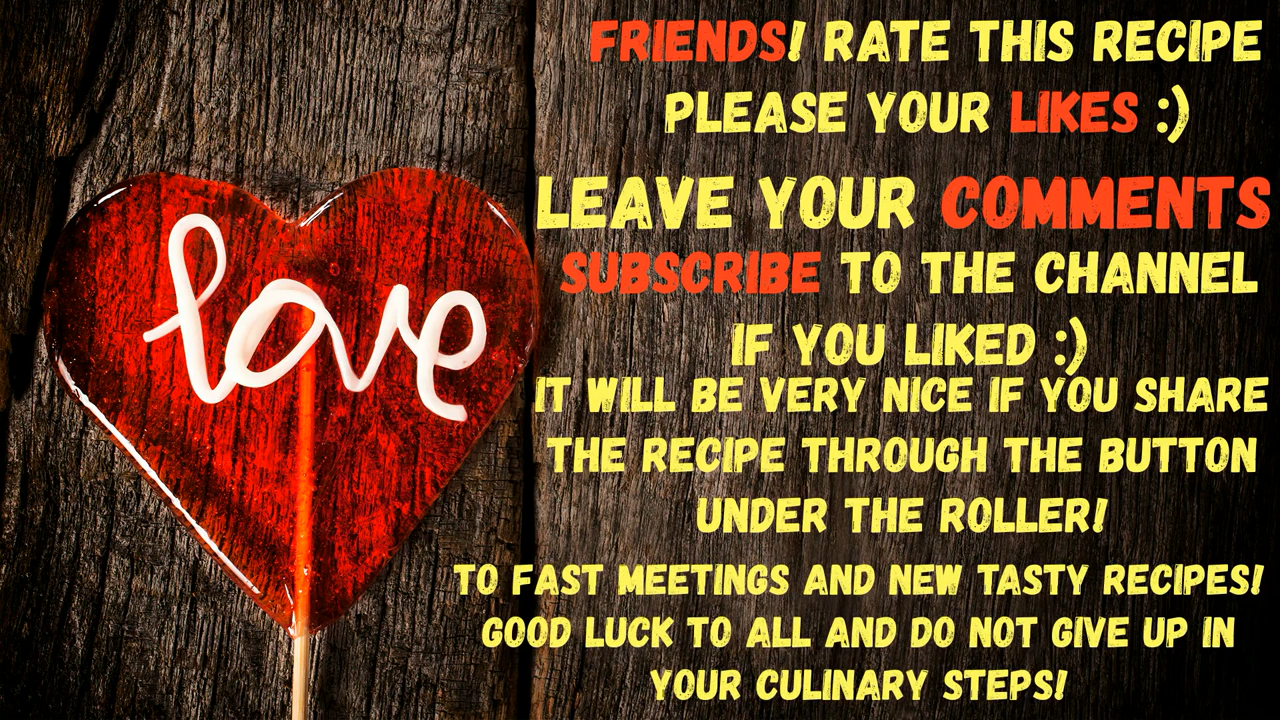 love
FRIENDS! RATE THIS RECIPE
PLEASE YOUR LIKES :)
LEAVE YOUR COMMENTS
SUBSCRIBE TO THE CHANNEL
IF YOU LIKED :)
IT WILL BE VERY NICE IF YOU SHARE
THE RECIPE THROUGH THE BUTTON
UNDER THE ROLLER!
TO FAST MEETINGS AND NEW TASTY RECIPES!
GOOD LUCK TO ALL AND DO NOT GIVE UP IN
YOUR CULINARY STEPS!